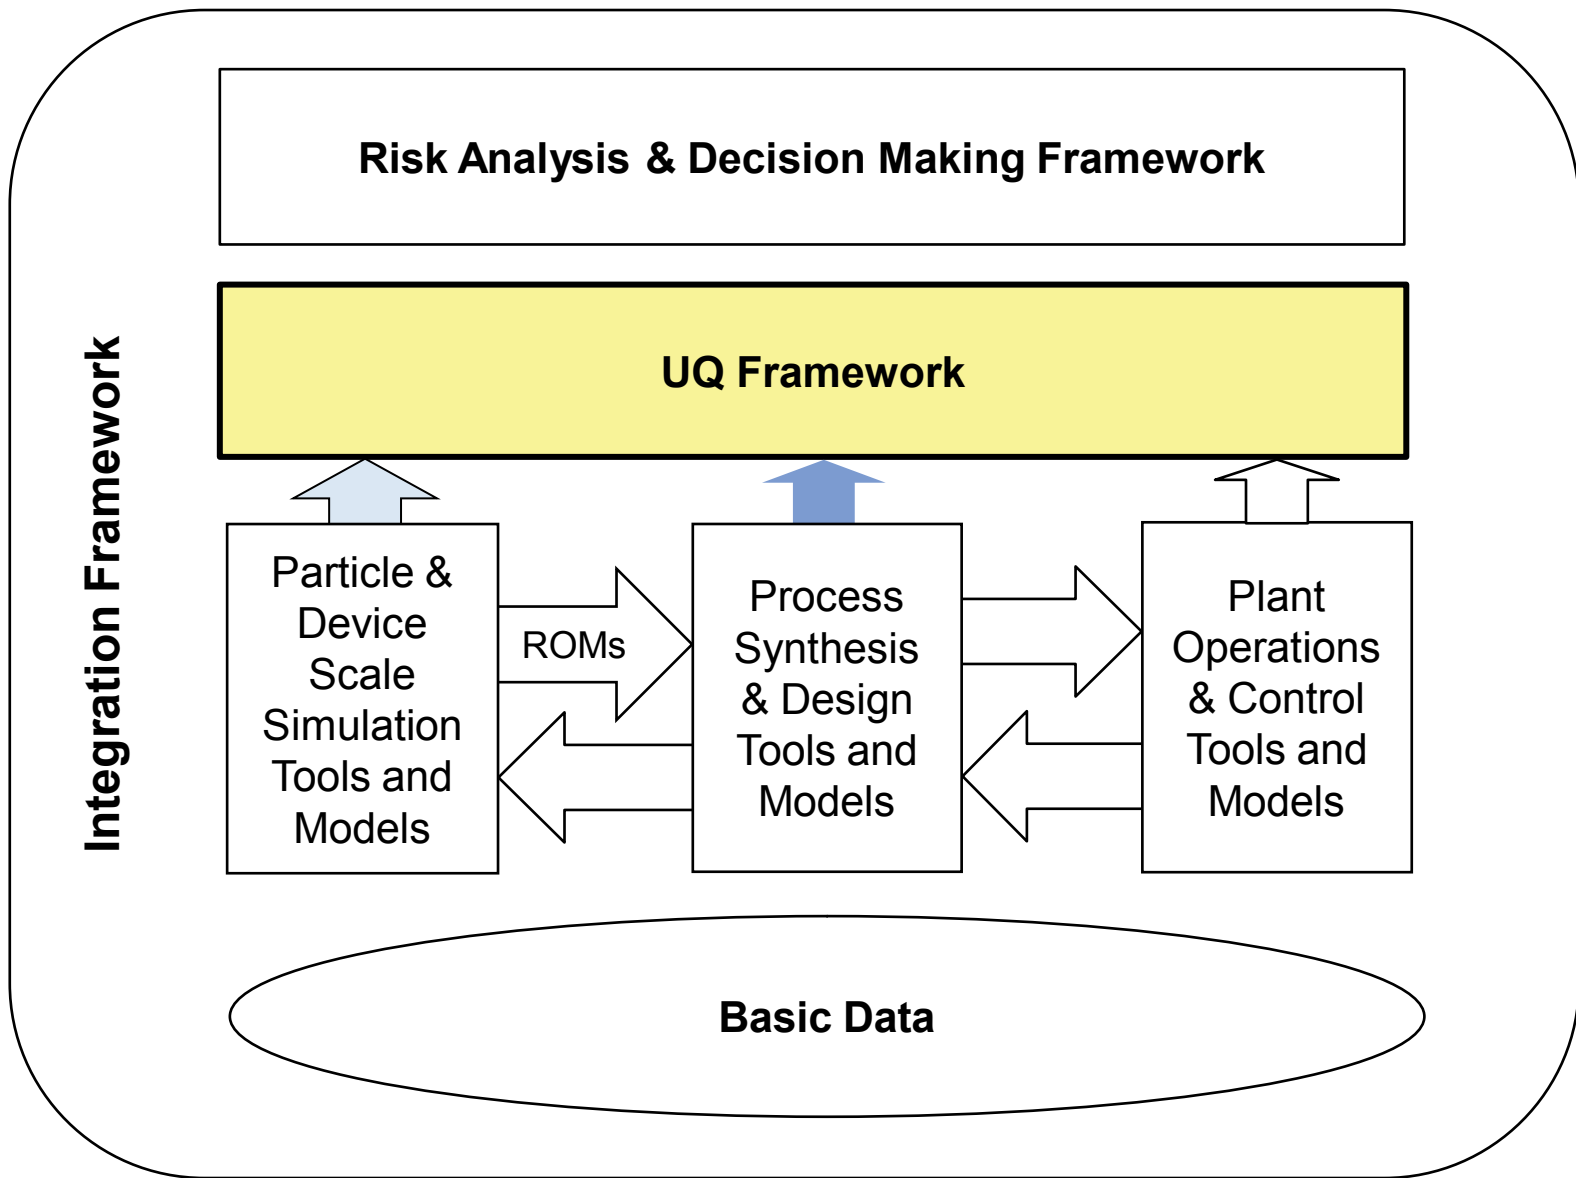 Risk Analysis & Decision Making Framework
UQ Framework
Integration Framework
Particle &
Device
Scale
Simulation
Tools and
Models
ROMs
Process
Synthesis
& Design
Tools and
Models
Plant
Operations
& Control
Tools and
Models
Basic Data